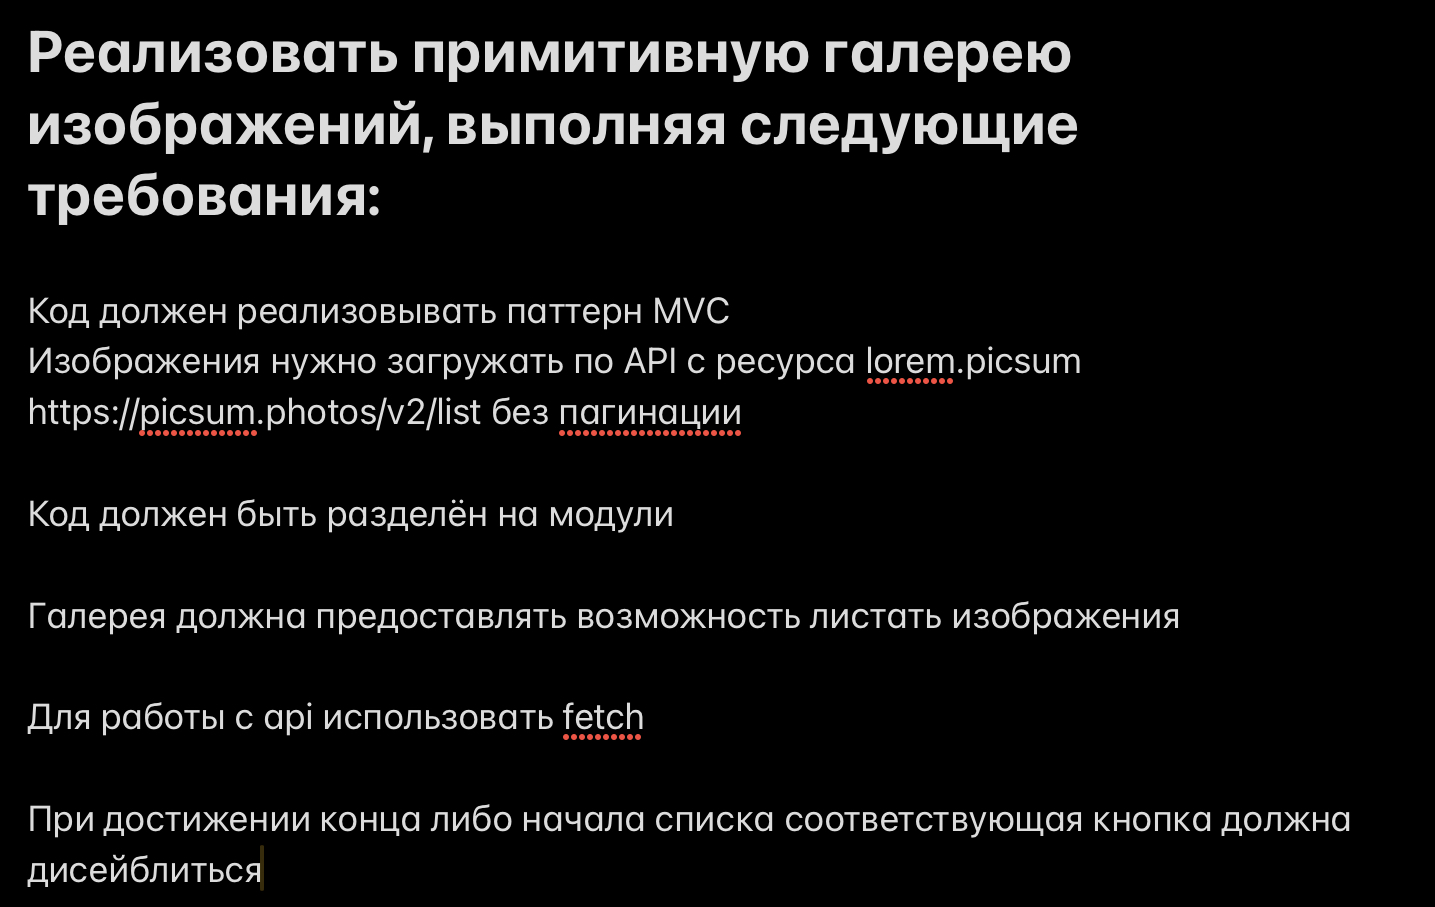 Реализовать примитивную галерею
изображений, выполняя следующие
требования:
Код должен реализовывать паттерн MVC
Изображения нужно загружать по API с ресурса lorem.picsum
https://picsum.photos/v2/list без пагинации
Код должен быть разделён на модули
Галерея должна предоставлять возможность листать изображения
Для работы с api использовать fetch
При достижении конца либо начала списка соответствующая кнопка должна
дисейблиться